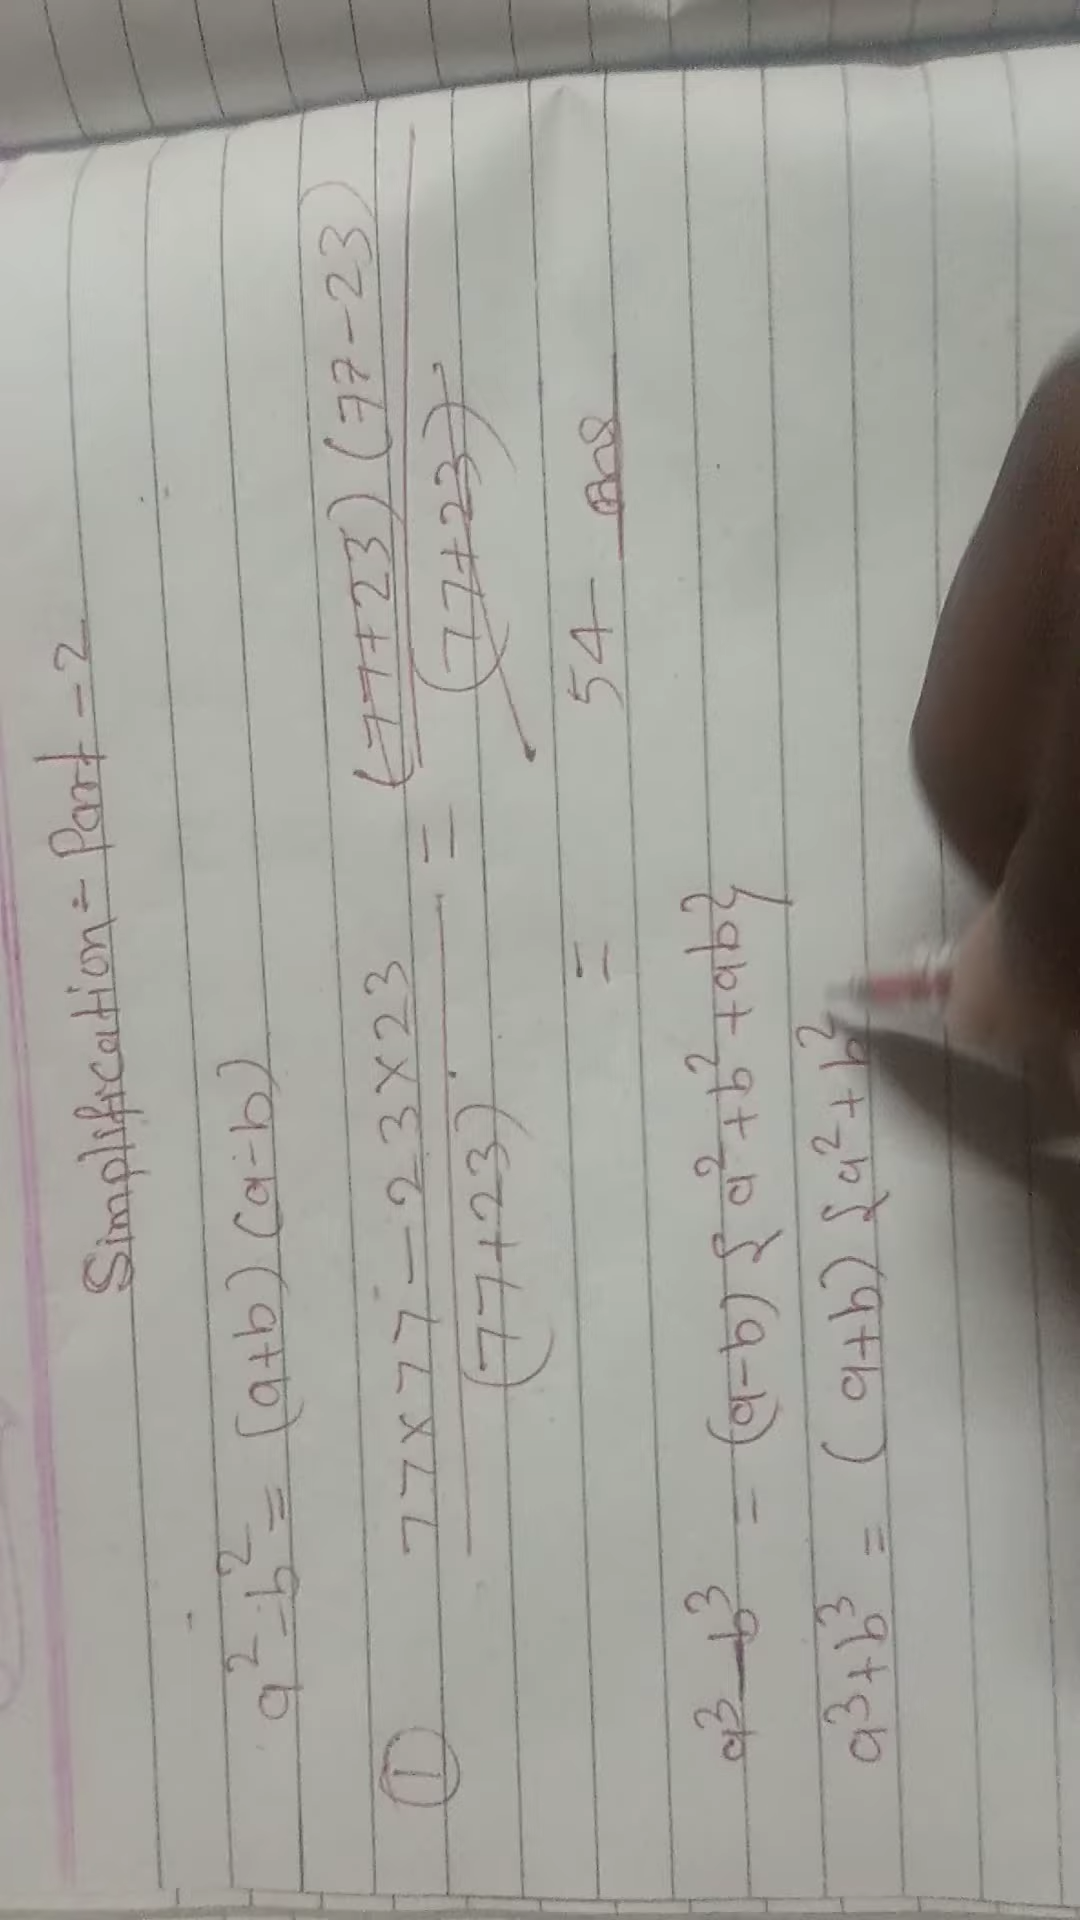 Simplification - Part - 2
a² - b² = (a+b) (a-b)
① 77 × 77 - 23 × 23 / (77+23) = (77+23) (77-23) / (77+23)
= 54 - Ans
a³ - b³ = (a-b) {a² + b² + ab}
a³ + b³ = (a+b) {a² + b²